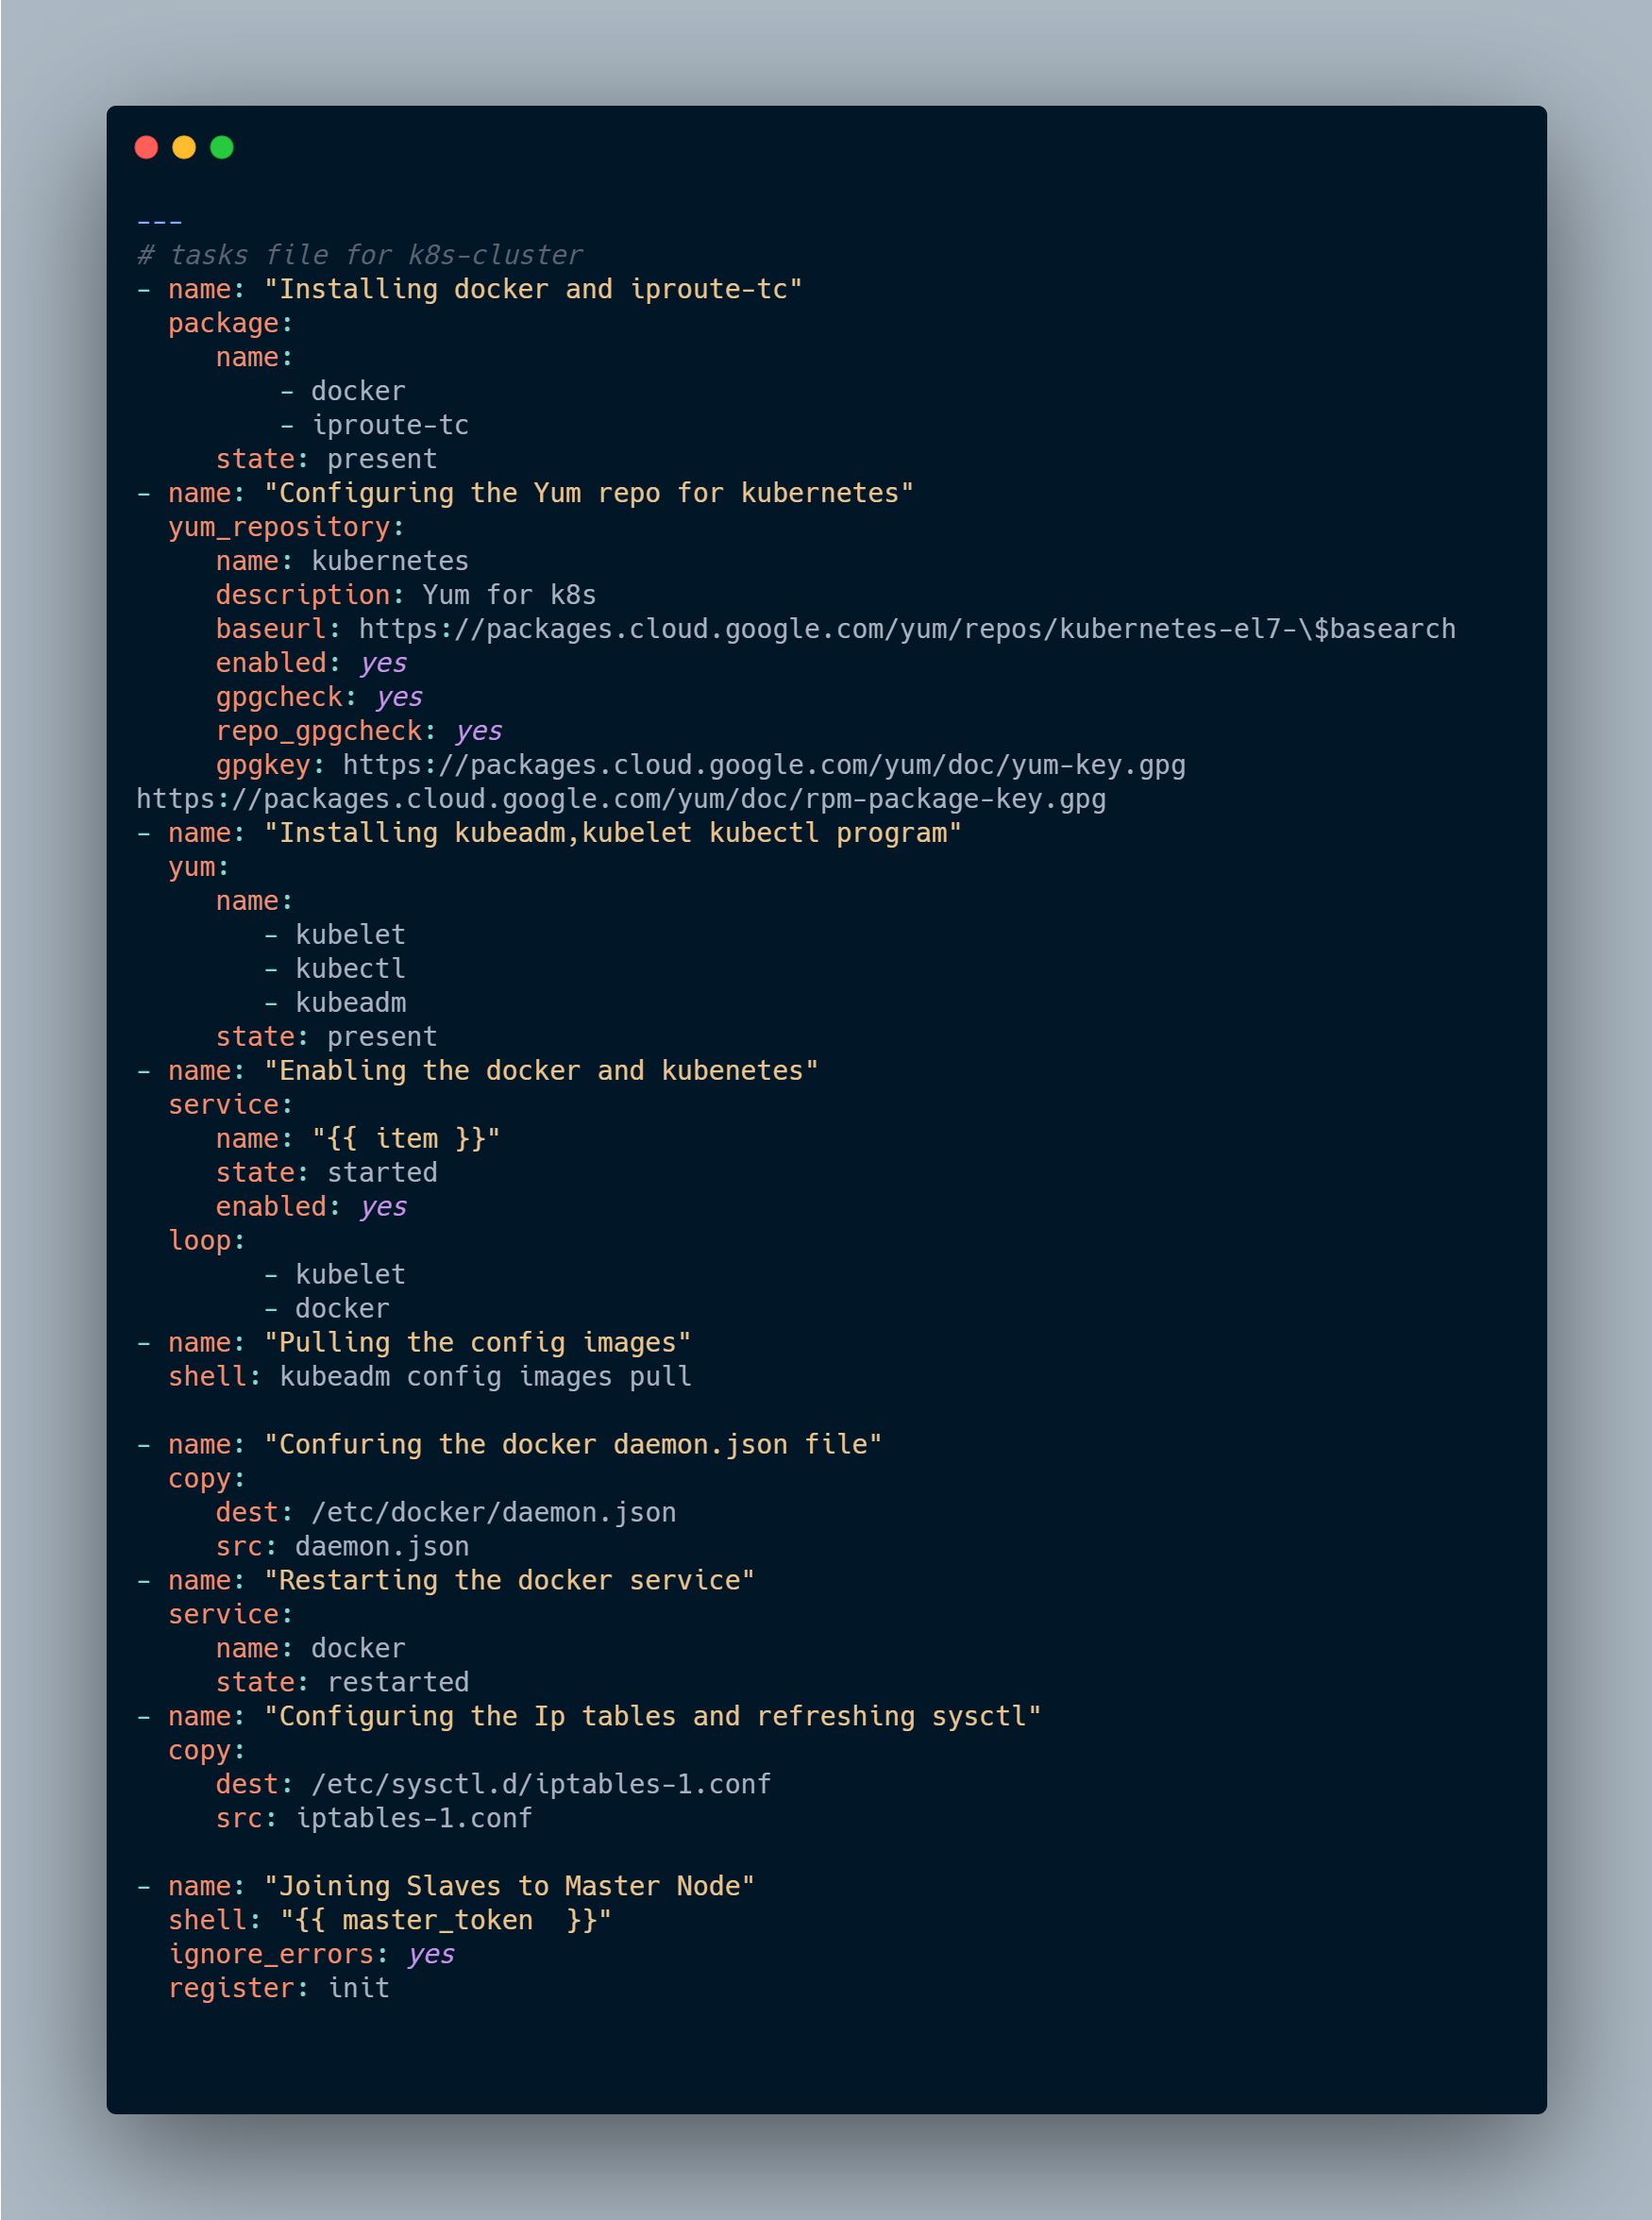 ---
# tasks file for k8s-cluster
- name: "Installing docker and iproute-tc"
  package:
     name:
         - docker
         - iproute-tc
     state: present
- name: "Configuring the Yum repo for kubernetes"
  yum_repository:
     name: kubernetes
     description: Yum for k8s
     baseurl: https://packages.cloud.google.com/yum/repos/kubernetes-el7-\$basearch
     enabled: yes
     gpgcheck: yes
     repo_gpgcheck: yes
     gpgkey: https://packages.cloud.google.com/yum/doc/yum-key.gpg
https://packages.cloud.google.com/yum/doc/rpm-package-key.gpg
- name: "Installing kubeadm,kubelet kubectl program"
  yum:
     name:
        - kubelet
        - kubectl
        - kubeadm
     state: present
- name: "Enabling the docker and kubenetes"
  service:
     name: "{{ item }}"
     state: started
     enabled: yes
  loop:
        - kubelet
        - docker
- name: "Pulling the config images"
  shell: kubeadm config images pull

- name: "Confuring the docker daemon.json file"
  copy:
     dest: /etc/docker/daemon.json
     src: daemon.json
- name: "Restarting the docker service"
  service:
     name: docker
     state: restarted
- name: "Configuring the Ip tables and refreshing sysctl"
  copy:
     dest: /etc/sysctl.d/iptables-1.conf
     src: iptables-1.conf

- name: "Joining Slaves to Master Node"
  shell: "{{ master_token  }}"
  ignore_errors: yes
  register: init